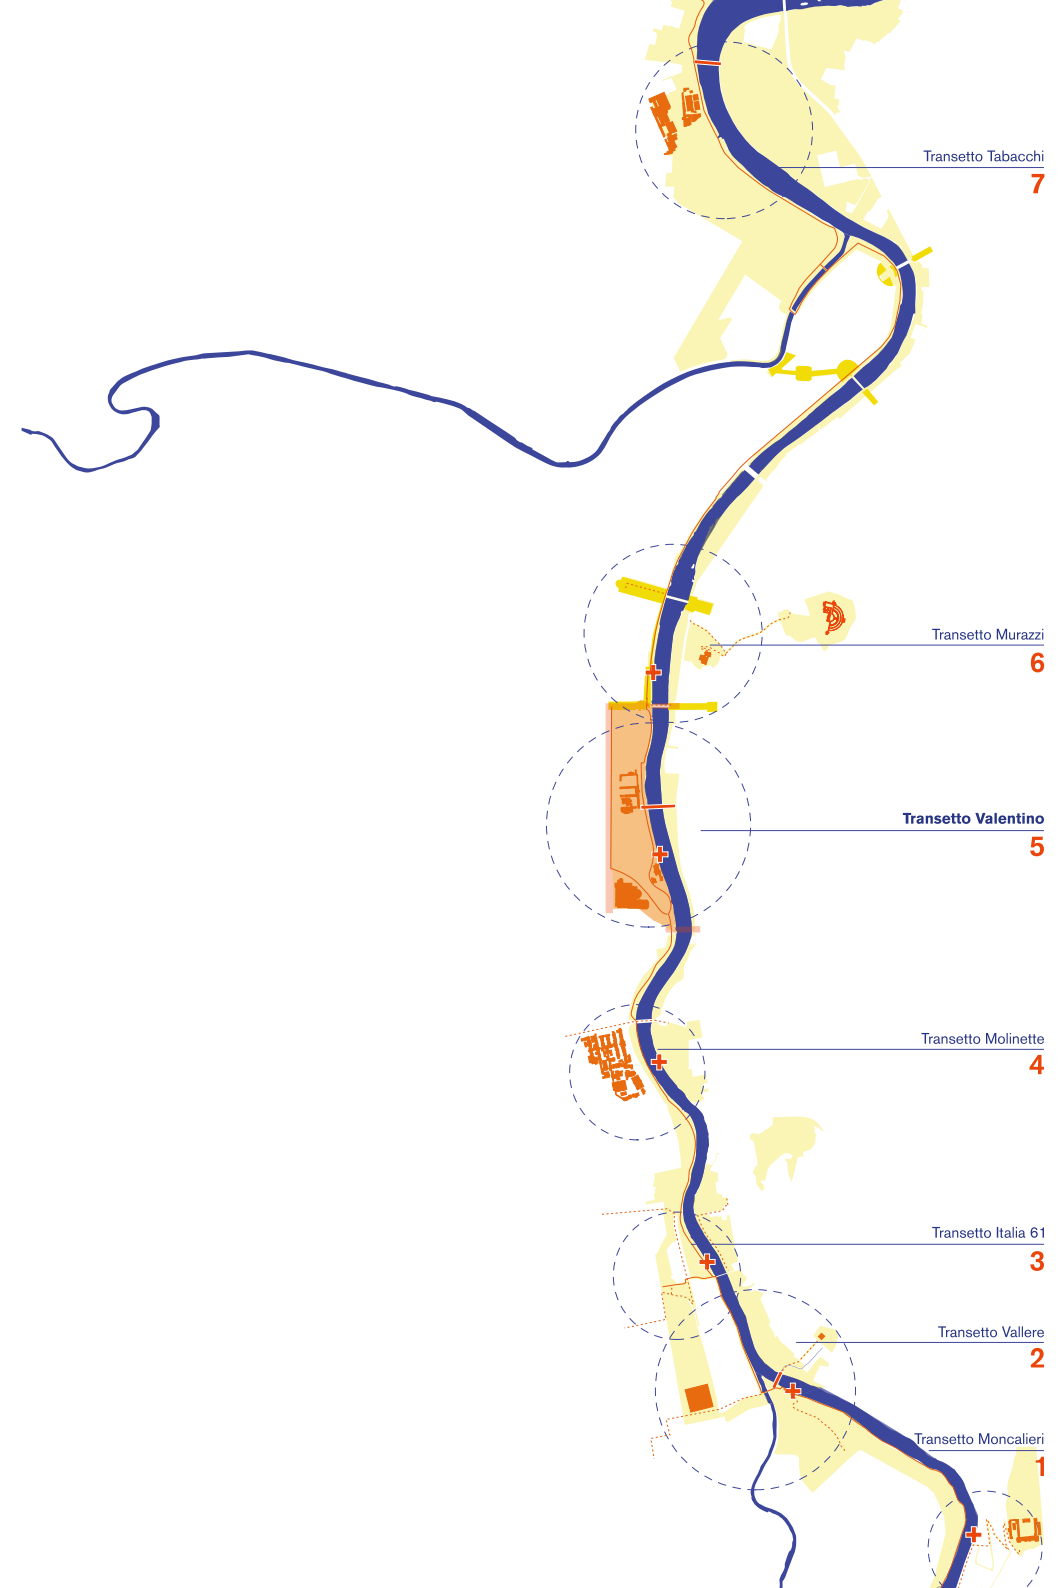 Transetto Tabacchi
7
Transetto Murazzi
6
Transetto Valentino
5
Transetto Molinette
4
Transetto Italia 61
3
Transetto Vallere
2
Transetto Moncalieri
1